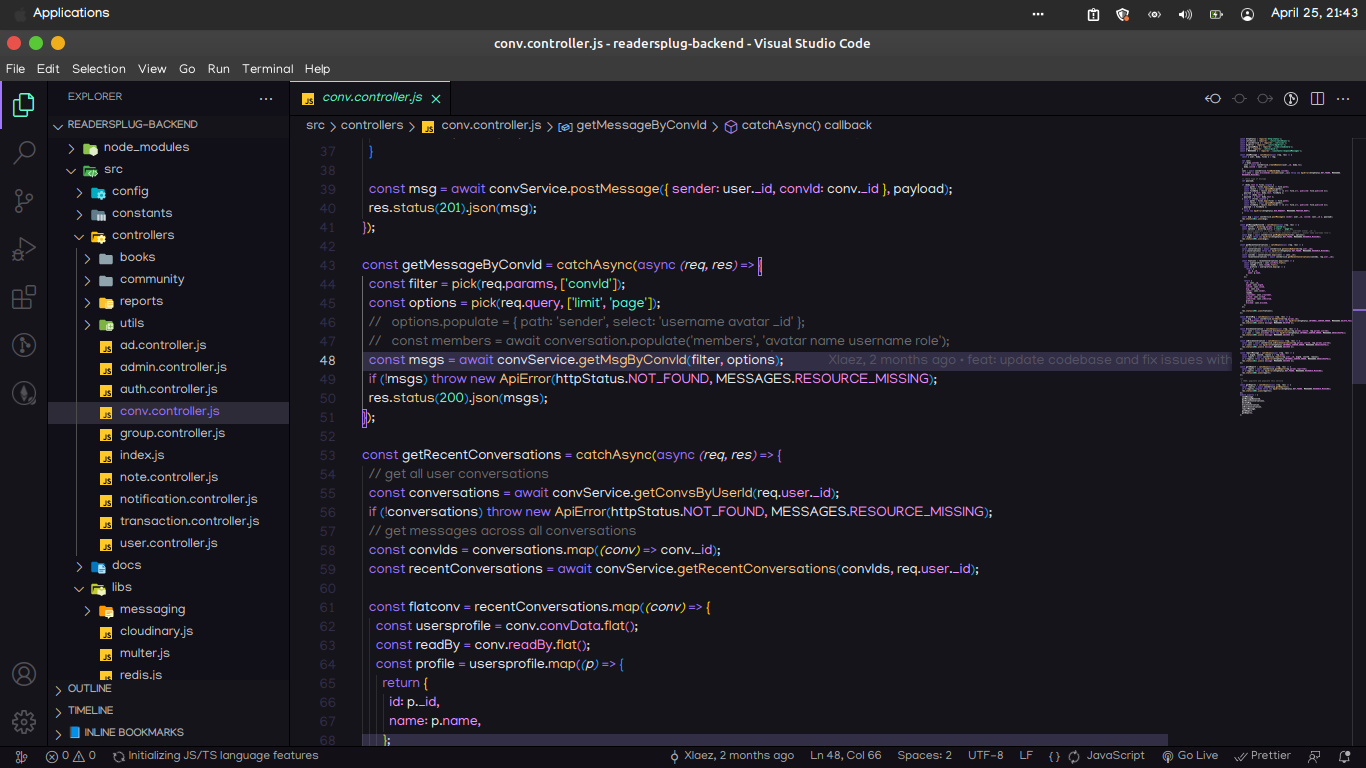 Applications
April 25, 21:43
conv.controller.js - readersplug-backend - Visual Studio Code
File Edit Selection View Go Run Terminal Help
EXPLORER
READERSPLUG-BACKEND
node_modules
src
config
constants
controllers
books
community
reports
utils
ad.controller.js
admin.controller.js
auth.controller.js
conv.controller.js
group.controller.js
index.js
note.controller.js
notification.controller.js
transaction.controller.js
user.controller.js
docs
libs
messaging
cloudinary.js
multer.js
redis.js
OUTLINE
TIMELINE
INLINE BOOKMARKS
JS conv.controller.js
src > controllers > JS conv.controller.js > getMessageByConvId > catchAsync() callback
37 }
38
39 const msg = await convService.postMessage({ sender: user._id, convId: conv._id }, payload);
40 res.status(201).json(msg);
41 });
42
43 const getMessageByConvId = catchAsync(async (req, res) => {
44 const filter = pick(req.params, ['convId']);
45 const options = pick(req.query, ['limit', 'page']);
46 // options.populate = { path: 'sender', select: 'username avatar _id' };
47 // const members = await conversation.populate('members', 'avatar name username role');
48 const msgs = await convService.getMsgByConvId(filter, options); Xlaez, 2 months ago • feat: update codebase and fix issues with
49 if (!msgs) throw new ApiError(httpStatus.NOT_FOUND, MESSAGES.RESOURCE_MISSING);
50 res.status(200).json(msgs);
51 });
52
53 const getRecentConversations = catchAsync(async (req, res) => {
54 // get all user conversations
55 const conversations = await convService.getConvsByUserId(req.user._id);
56 if (!conversations) throw new ApiError(httpStatus.NOT_FOUND, MESSAGES.RESOURCE_MISSING);
57 // get messages across all conversations
58 const convIds = conversations.map((conv) => conv._id);
59 const recentConversations = await convService.getRecentConversations(convIds, req.user._id);
60
61 const flatconv = recentConversations.map((conv) => {
62 const usersprofile = conv.convData.flat();
63 const readBy = conv.readBy.flat();
64 const profile = usersprofile.map((p) => {
65 return {
66 id: p._id,
67 name: p.name,
68 };
0 0 Initializing JS/TS language features
Xlaez, 2 months ago Ln 48, Col 66 Spaces: 2 UTF-8 LF {} JavaScript Go Live Prettier